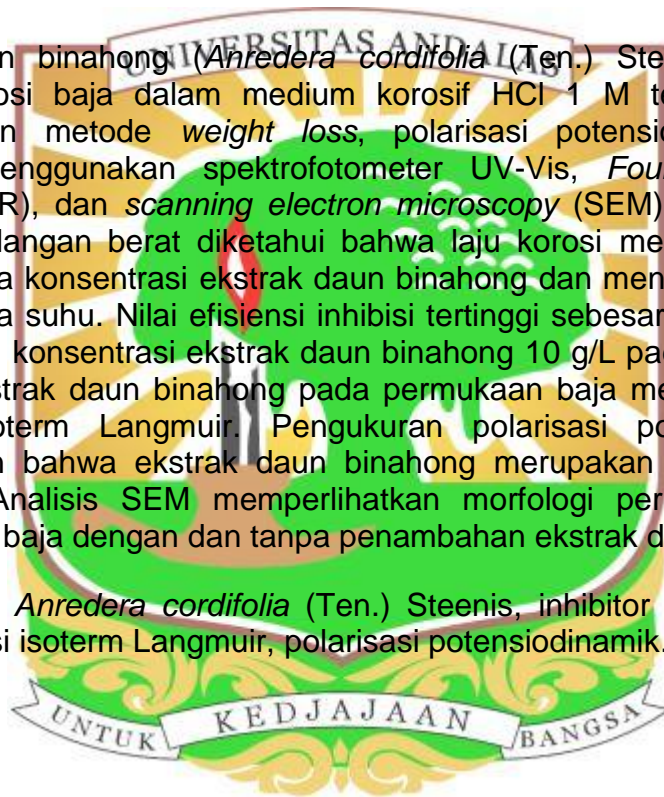 UNIVERSITAS ANDALAS
n binahong (Anredera cordifolia (Ten.) Ste
osi baja dalam medium korosif HCl 1 M to
n metode weight loss, polarisasi potensio
enggunakan spektrofotometer UV-Vis, Fou
R), dan scanning electron microscopy (SEM)
langan berat diketahui bahwa laju korosi me
a konsentrasi ekstrak daun binahong dan men
a suhu. Nilai efisiensi inhibisi tertinggi sebesar
konsentrasi ekstrak daun binahong 10 g/L pad
strak daun binahong pada permukaan baja me
oterm Langmuir. Pengukuran polarisasi po
n bahwa ekstrak daun binahong merupakan
Analisis SEM memperlihatkan morfologi per
baja dengan dan tanpa penambahan ekstrak d
Anredera cordifolia (Ten.) Steenis, inhibitor
si isoterm Langmuir, polarisasi potensiodinamik.
UNTUK KEDJAJAAN BANGSA